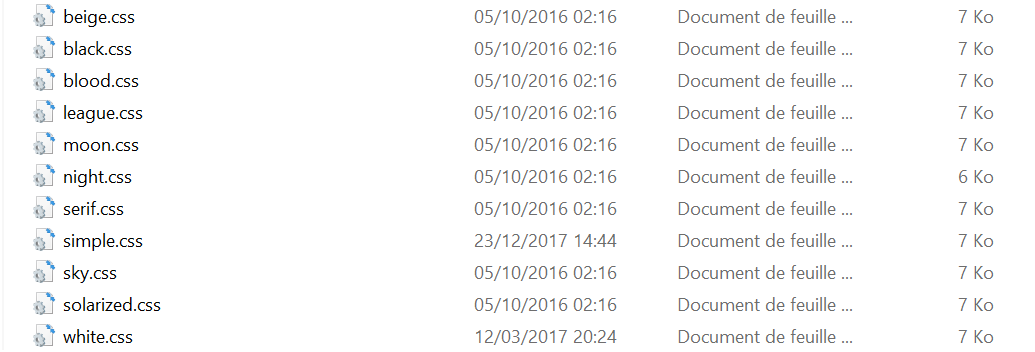 beige.css 05/10/2016 02:16 Document de feuille ... 7 Ko
black.css 05/10/2016 02:16 Document de feuille ... 7 Ko
blood.css 05/10/2016 02:16 Document de feuille ... 7 Ko
league.css 05/10/2016 02:16 Document de feuille ... 7 Ko
moon.css 05/10/2016 02:16 Document de feuille ... 7 Ko
night.css 05/10/2016 02:16 Document de feuille ... 6 Ko
serif.css 05/10/2016 02:16 Document de feuille ... 7 Ko
simple.css 23/12/2017 14:44 Document de feuille ... 7 Ko
sky.css 05/10/2016 02:16 Document de feuille ... 7 Ko
solarized.css 05/10/2016 02:16 Document de feuille ... 7 Ko
white.css 12/03/2017 20:24 Document de feuille ... 7 Ko